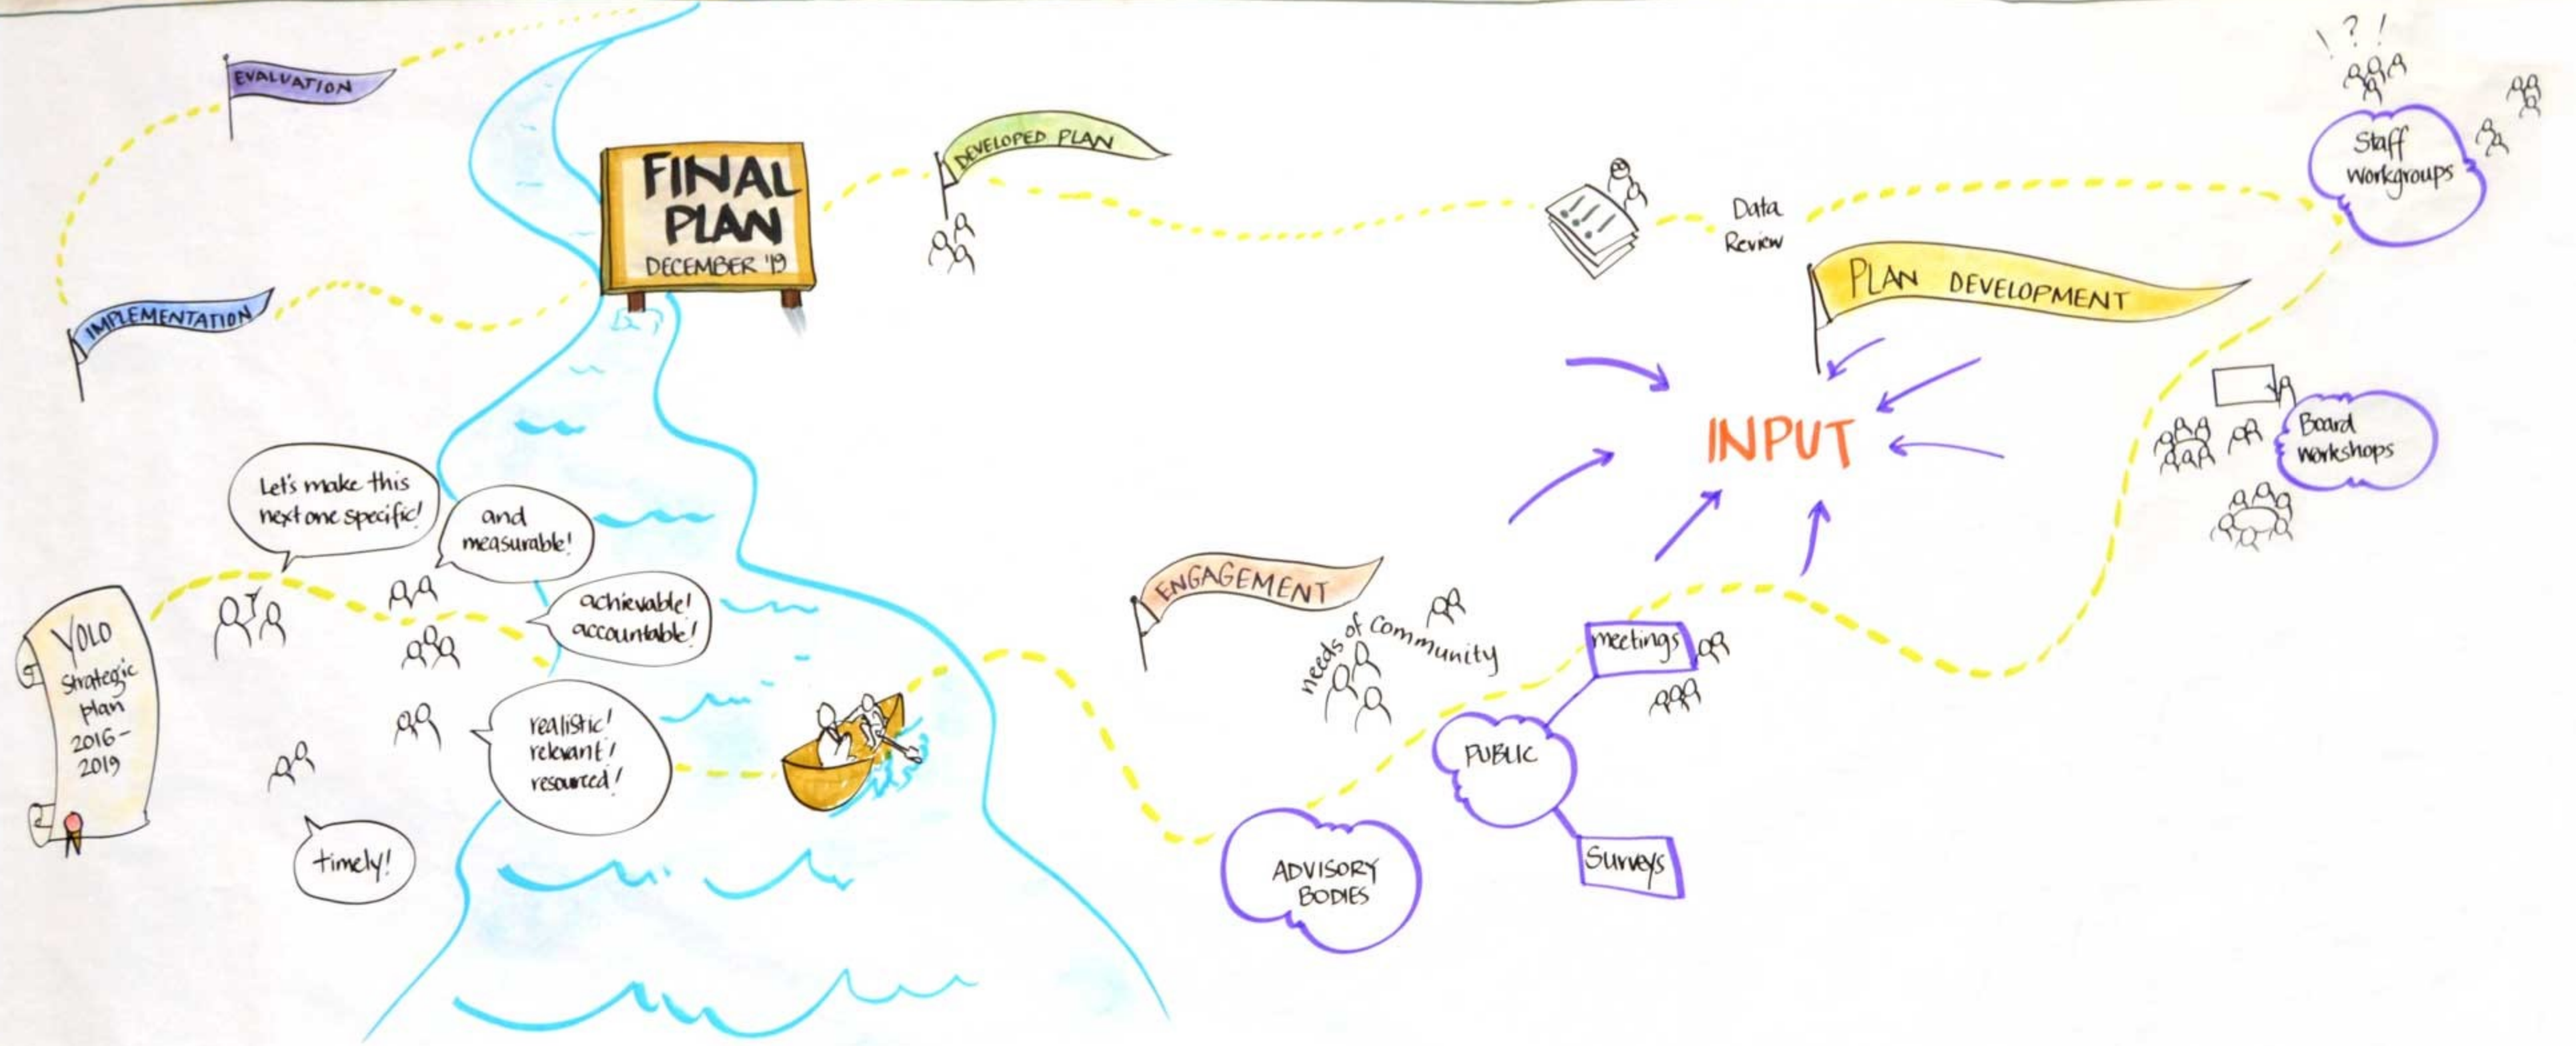 EVALUATION
FINAL
PLAN
DECEMBER '19
DEVELOPED PLAN
Data
Review
! ? !
Staff
workgroups
PLAN DEVELOPMENT
IMPLEMENTATION
INPUT
Board
workshops
Let's make this
next one specific!
and
measurable!
achievable!
accountable!
realistic!
relevant!
resourced!
timely!
YOLO
Strategic
plan
2016-
2019
ENGAGEMENT
needs of community
meetings
PUBLIC
Surveys
ADVISORY
BODIES